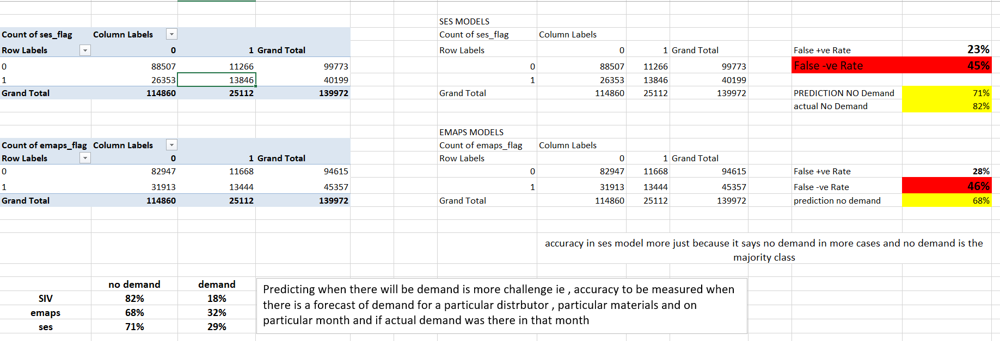 SES MODELS
Count of ses_flag Column Labels Count of ses_flag Column Labels
Row Labels 0 1 Grand Total Row Labels 0 1 Grand Total False +ve Rate 23%
0 88507 11266 99773 0 88507 11266 99773 False -ve Rate 45%
1 26353 13846 40199 1 26353 13846 40199
Grand Total 114860 25112 139972 Grand Total 114860 25112 139972 PREDICTION NO Demand 71%
actual No Demand 82%
EMAPS MODELS
Count of emaps_flag Column Labels Count of emaps_flag Column Labels
Row Labels 0 1 Grand Total Row Labels 0 1 Grand Total
0 82947 11668 94615 0 82947 11668 94615 False +ve Rate 28%
1 31913 13444 45357 1 31913 13444 45357 False -ve Rate 46%
Grand Total 114860 25112 139972 Grand Total 114860 25112 139972 prediction no demand 68%
accuracy in ses model more just because it says no demand in more cases and no demand is the
majority class
no demand demand
SIV 82% 18%
emaps 68% 32%
ses 71% 29%
Predicting when there will be demand is more challenge ie , accuracy to be measured when
there is a forecast of demand for a particular distrbutor , particular materials and on
particular month and if actual demand was there in that month